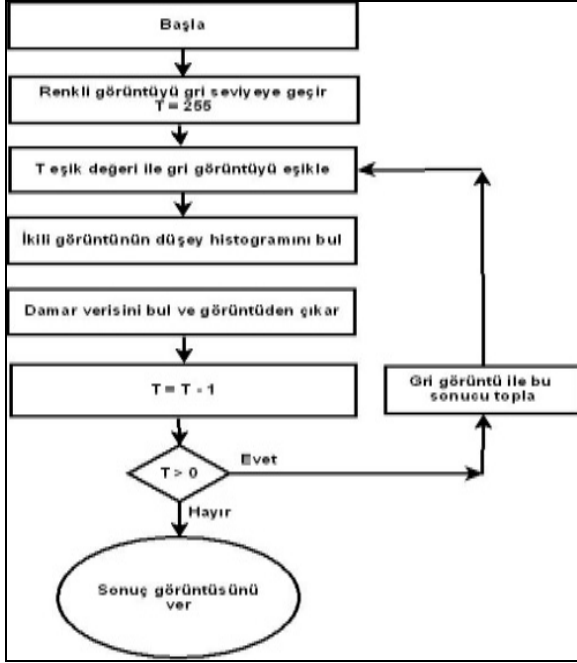 Başla
Renkli görüntüyü gri seviyeye geçir
T = 255
T eşik değeri ile gri görüntüyü eşikle
İkili görüntünün düşey histogramını bul
Damar verisini bul ve görüntüden çıkar
T = T - 1
Gri görüntü ile bu
sonucu topla
T > 0
Evet
Hayır
Sonuç görüntüsünü
ver